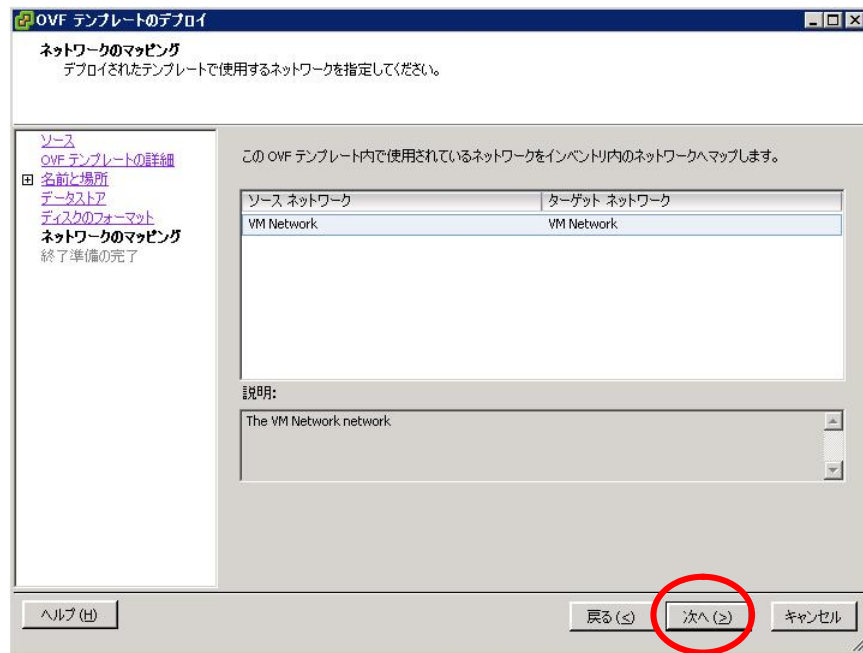 OVF テンプレートのデプロイ
ネットワークのマッピング
デプロイされたテンプレートで使用するネットワークを指定してください。
ソース
OVF テンプレートの詳細
名前と場所
データストア
ディスクのフォーマット
ネットワークのマッピング
終了準備の完了
この OVF テンプレート内で使用されているネットワークをインベントリ内のネットワークへマップします。
ソース ネットワーク ターゲット ネットワーク
VM Network VM Network
説明:
The VM Network network
ヘルプ(H) 戻る(<) 次へ(>) キャンセル